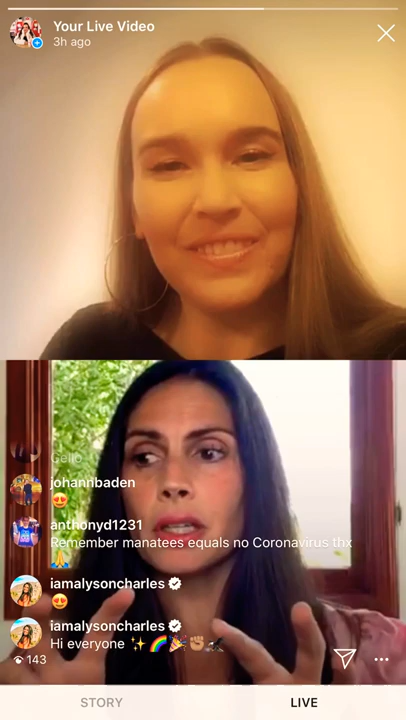 Your Live Video
3h ago
Cello
johannbaden
😍
anthonyd1231
Remember manatees equals no Coronavirus thx
🙏
iamalysoncharles
😍
iamalysoncharles
Hi everyone ✨🌈🎉✊🏽🦅
143
STORY
LIVE